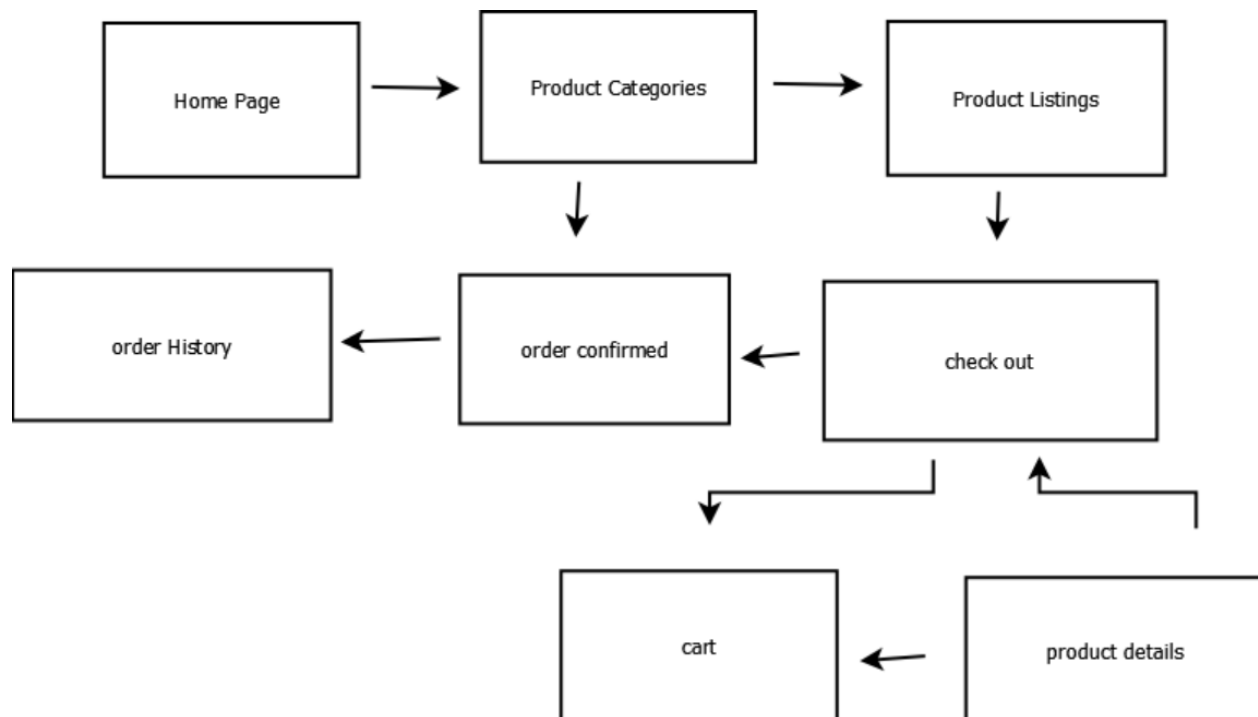 Home Page
Product Categories
Product Listings
order History
order confirmed
check out
cart
product details